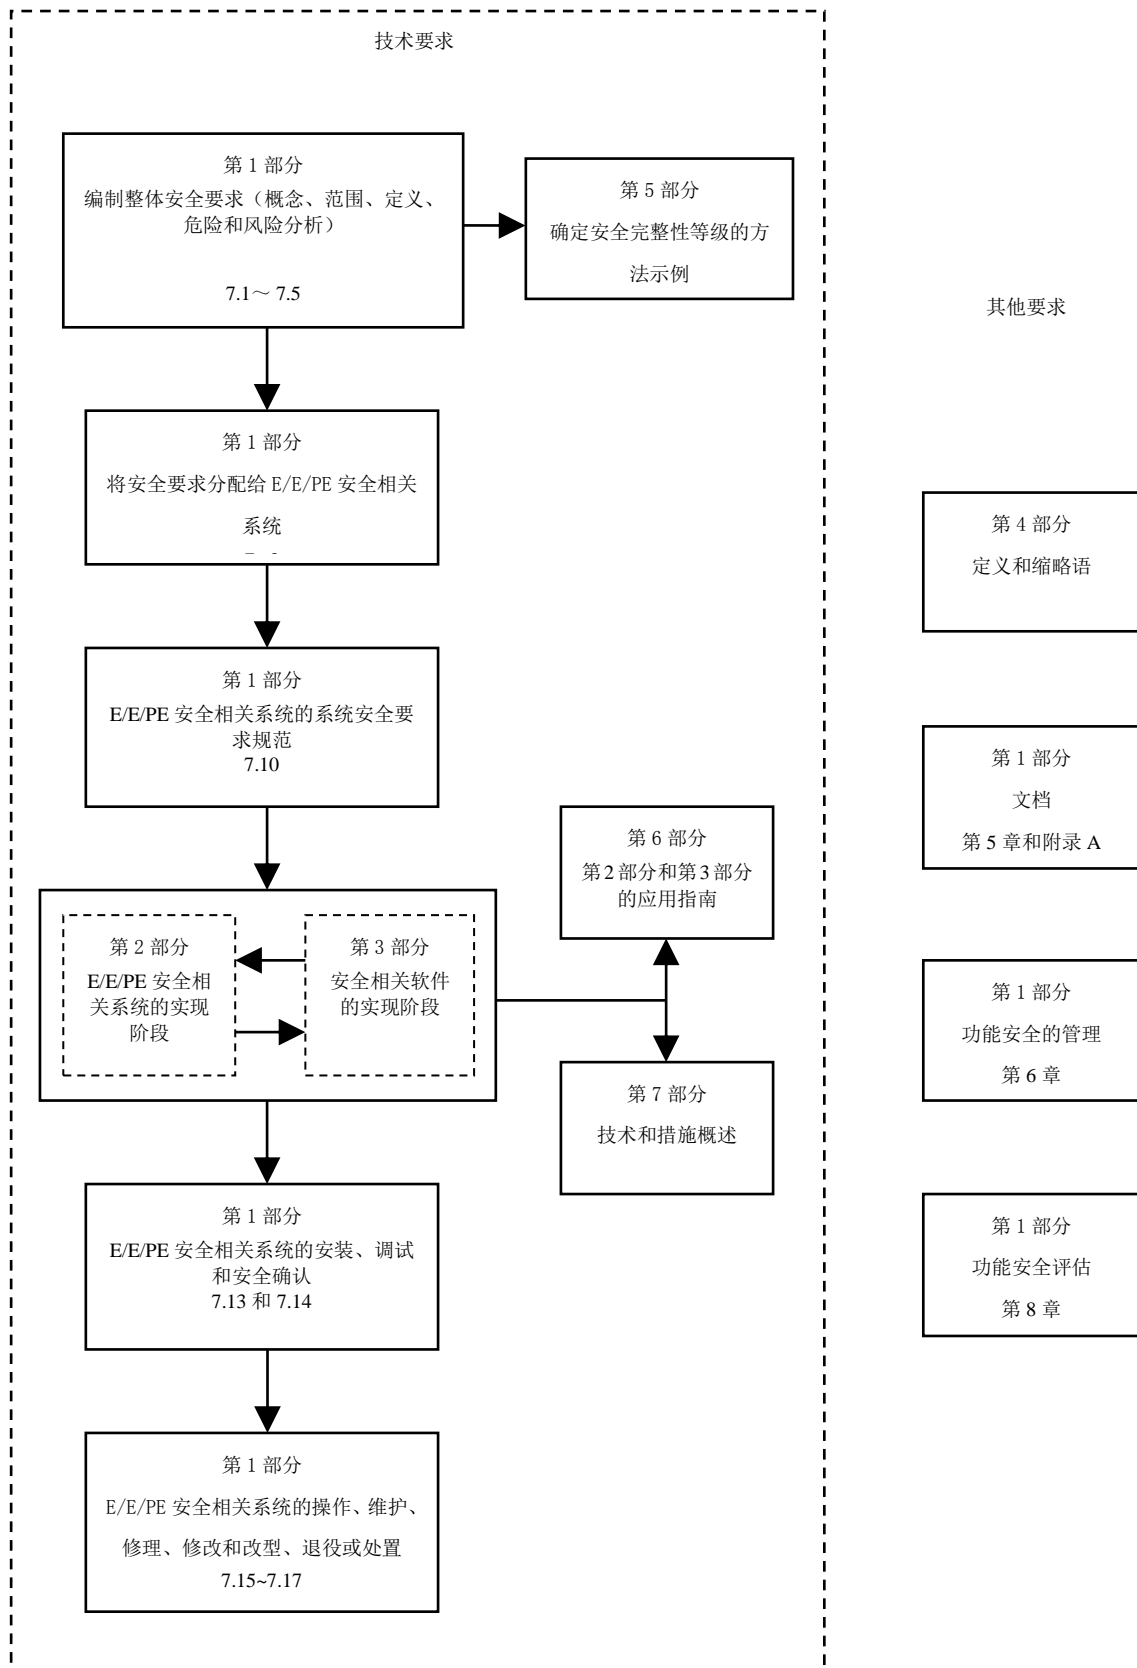 技术要求
第 1 部分
编制整体安全要求（概念、范围、定义、
危险和风险分析）
7.1～ 7.5
第 5 部分
确定安全完整性等级的方
法示例
其他要求
第 1 部分
将安全要求分配给 E/E/PE 安全相关
系统
第 4 部分
定义和缩略语
第 1 部分
E/E/PE 安全相关系统的系统安全要
求规范
7.10
第 1 部分
文档
第 5 章和附录 A
第 6 部分
第 2 部分和第 3 部分
的应用指南
第 2 部分
E/E/PE 安全相
关系统的实现
阶段
第 3 部分
安全相关软件
的实现阶段
第 1 部分
功能安全的管理
第 6 章
第 7 部分
技术和措施概述
第 1 部分
E/E/PE 安全相关系统的安装、调试
和安全确认
7.13 和 7.14
第 1 部分
功能安全评估
第 8 章
第 1 部分
E/E/PE 安全相关系统的操作、维护、
修理、修改和改型、退役或处置
7.15~7.17